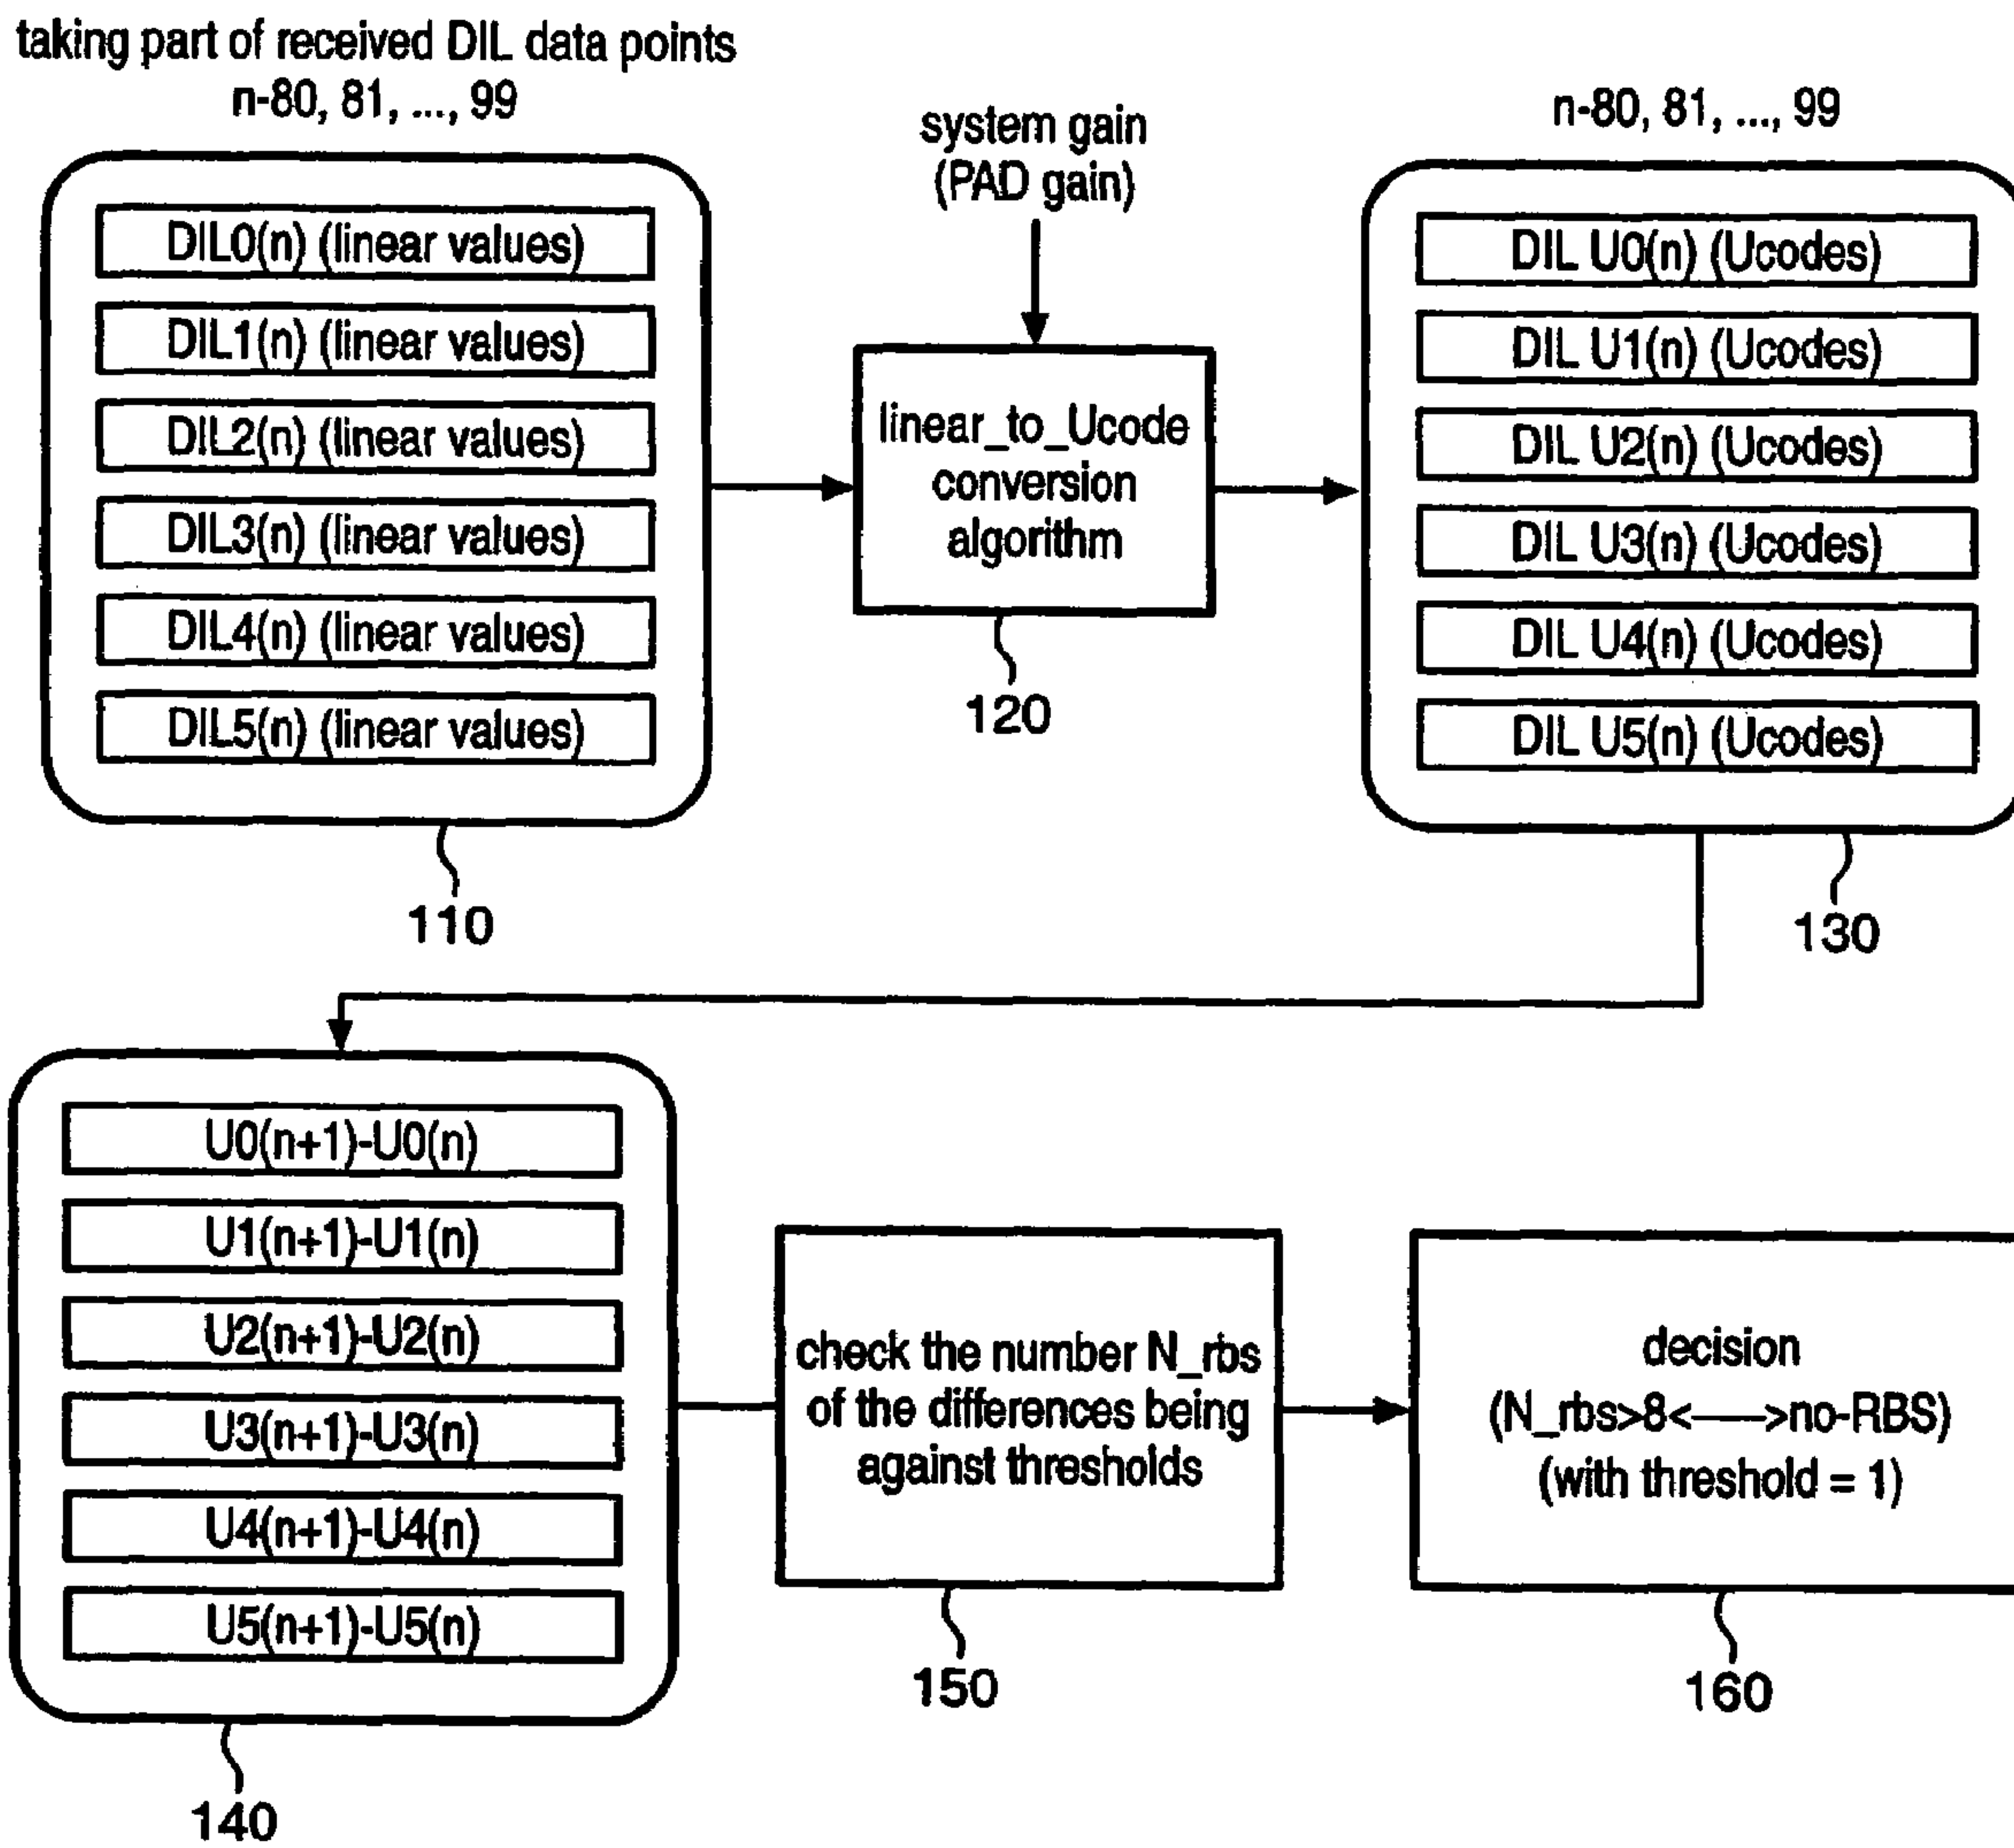 taking part of received DIL data points
n-80, 81, ..., 99
DIL0(n) (linear values)
DIL1(n) (linear values)
DIL2(n) (linear values)
DIL3(n) (linear values)
DIL4(n) (linear values)
DIL5(n) (linear values)
110
system gain
(PAD gain)
linear_to_Ucode
conversion
algorithm
120
n-80, 81, ..., 99
DIL U0(n) (Ucodes)
DIL U1(n) (Ucodes)
DIL U2(n) (Ucodes)
DIL U3(n) (Ucodes)
DIL U4(n) (Ucodes)
DIL U5(n) (Ucodes)
130
U0(n+1)-U0(n)
U1(n+1)-U1(n)
U2(n+1)-U2(n)
U3(n+1)-U3(n)
U4(n+1)-U4(n)
U5(n+1)-U5(n)
140
check the number N_rbs
of the differences being
against thresholds
150
decision
(N_rbs>8<—–>no-RBS)
(with threshold = 1)
160